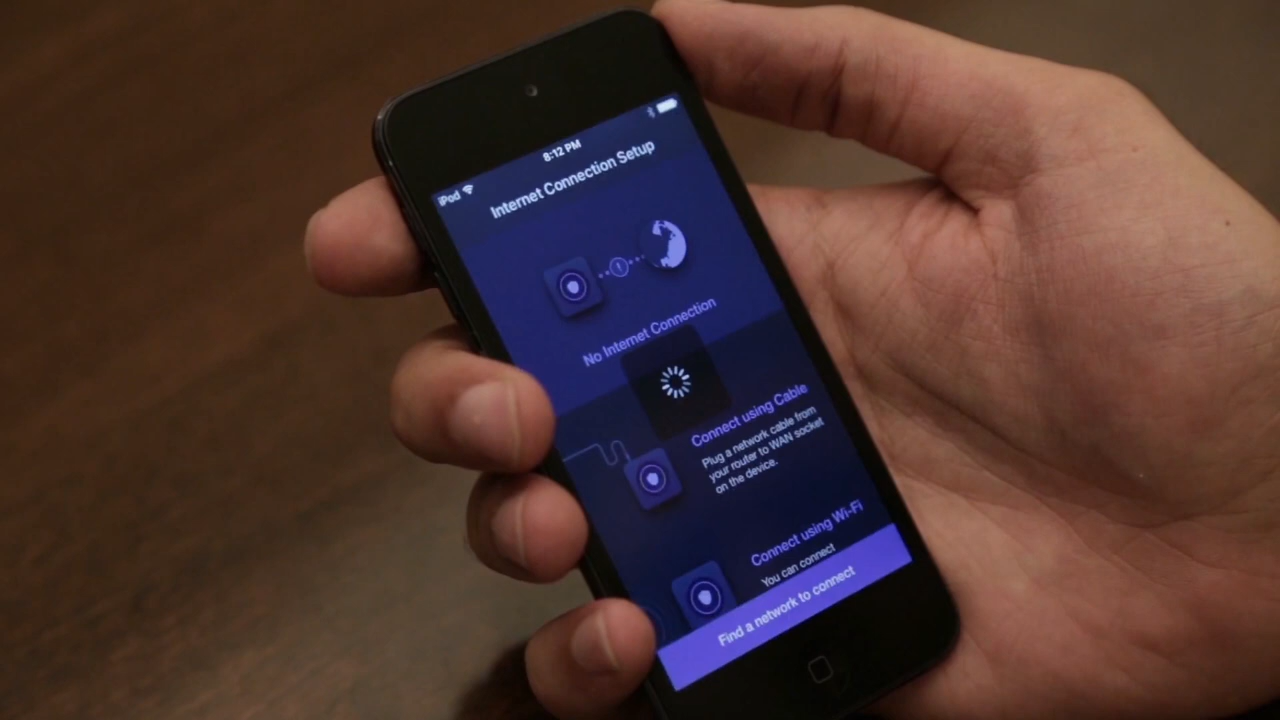 iPod
8:12 PM
Internet Connection Setup
No Internet Connection
Connect using Cable
Plug a network cable from
your router to WAN socket
on the device.
Connect using Wi-Fi
You can connect
Find a network to connect